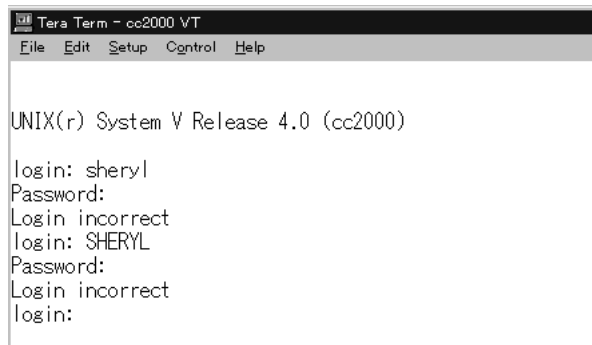 Tera Term - cc2000 VT
File Edit Setup Control Help
UNIX(r) System V Release 4.0 (cc2000)
login: sheryl
Password:
Login incorrect
login: SHERYL
Password:
Login incorrect
login: